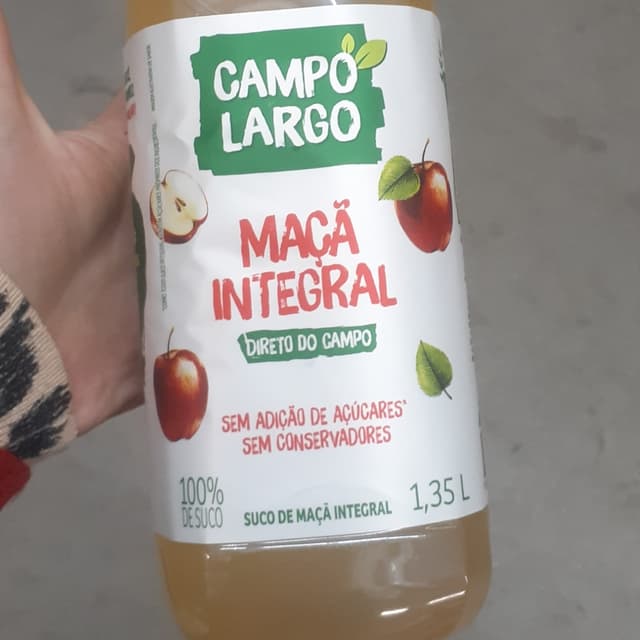 CAMPO
LARGO
MAÇÃ
INTEGRAL
DIRETO DO CAMPO
SEM ADIÇÃO DE AÇÚCARES*
SEM CONSERVADORES
100%
DE SUCO
SUCO DE MAÇÃ INTEGRAL
1,35 L